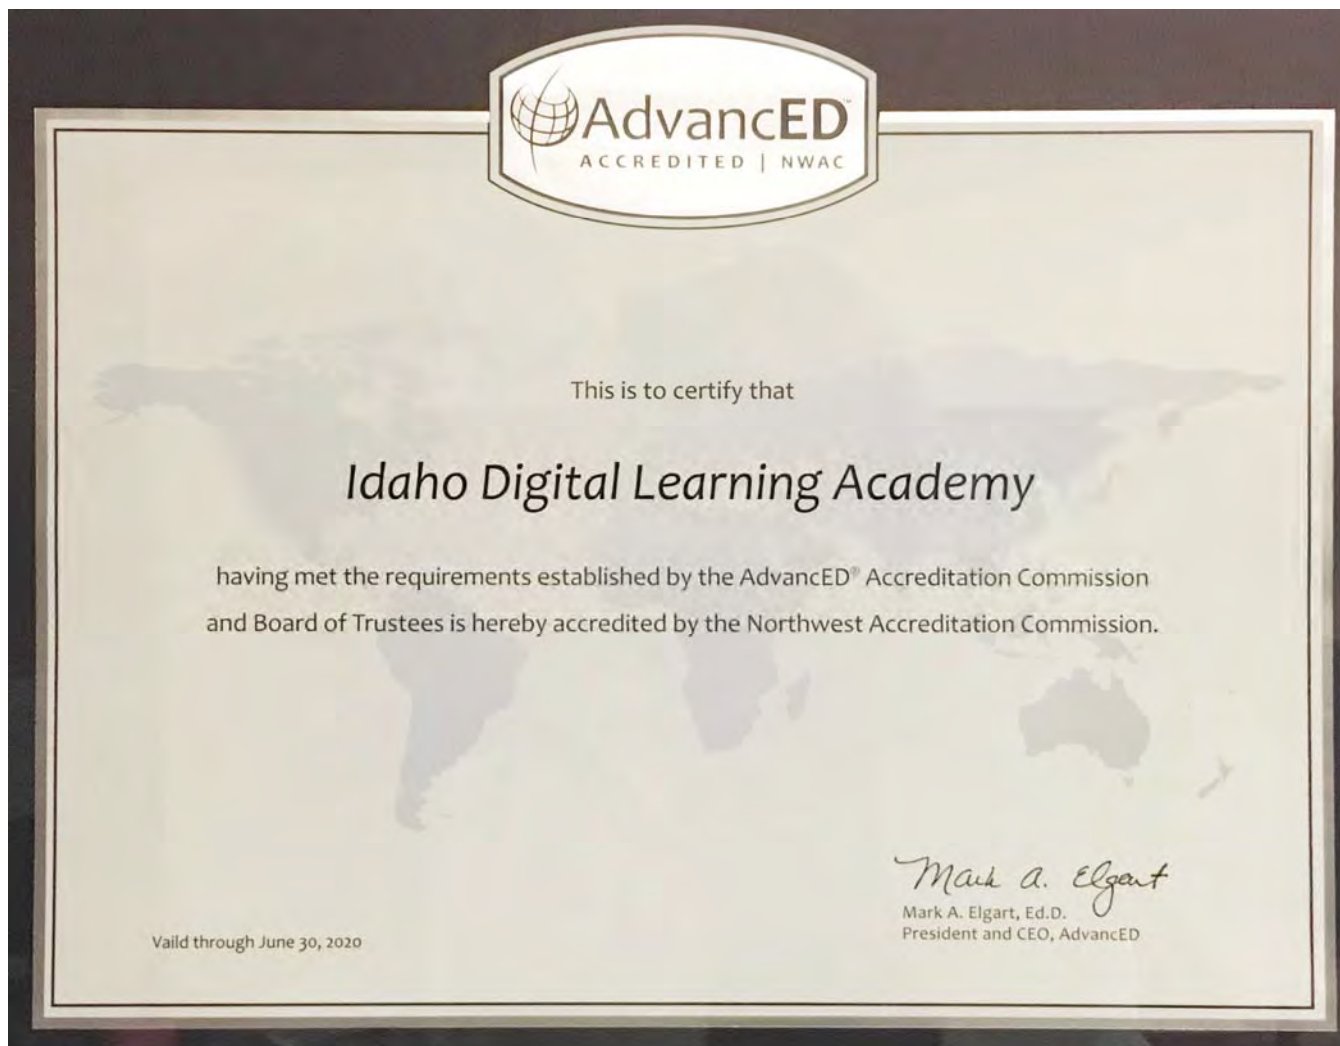 AdvancED™
ACCREDITED | NWAC
This is to certify that
Idaho Digital Learning Academy
having met the requirements established by the AdvancED® Accreditation Commission
and Board of Trustees is hereby accredited by the Northwest Accreditation Commission.
Mark A. Elgart
Mark A. Elgart, Ed.D.
President and CEO, AdvancED
Vaild through June 30, 2020